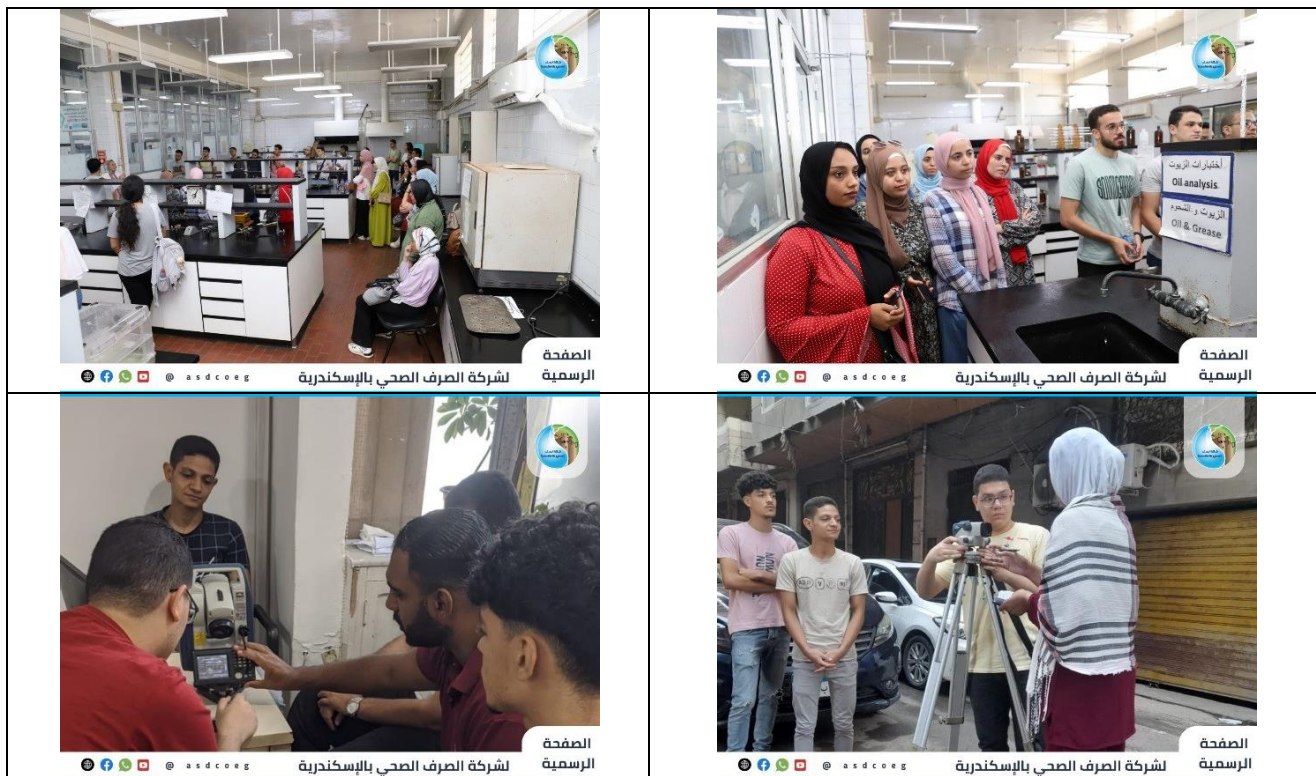 الصفحة
الرسمية
لشركة الصرف الصحي بالإسكندرية
@ asdcoeg
أختبارات الزيوت
Oil analysis.
الزيوت و الشحوم
Oil & Grease
الصفحة
الرسمية
لشركة الصرف الصحي بالإسكندرية
@ asdcoeg
الصفحة
الرسمية
لشركة الصرف الصحي بالإسكندرية
@ asdcoeg
الصفحة
الرسمية
لشركة الصرف الصحي بالإسكندرية
@ asdcoeg